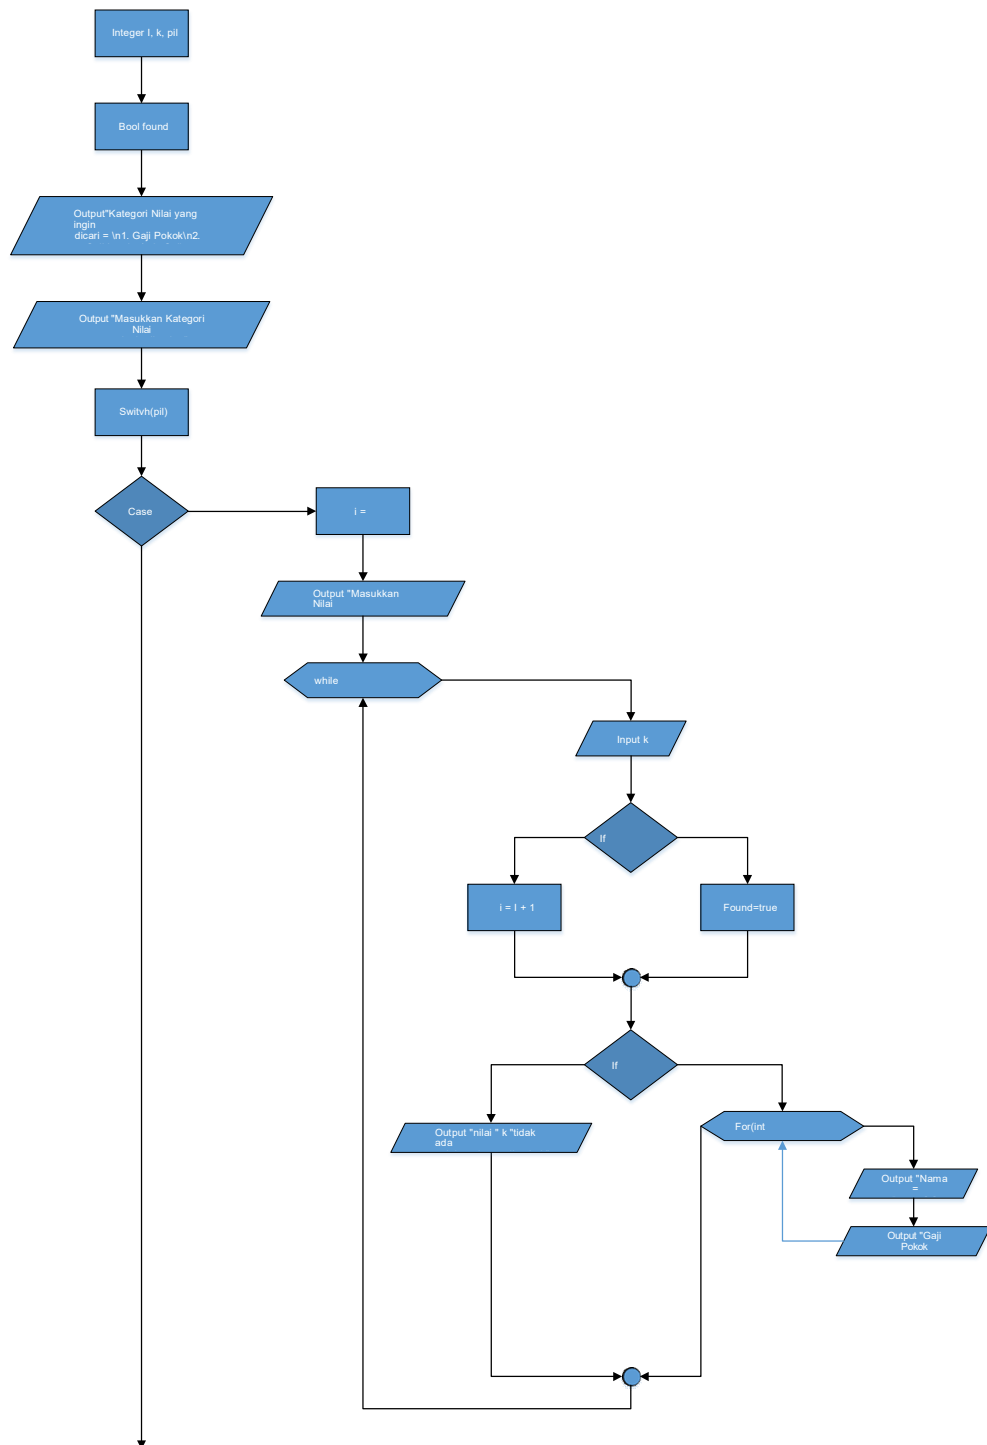 Integer I, k, pil
Bool found
Output"Kategori Nilai yang
ingin
dicari = \n1. Gaji Pokok\n2.
Output "Masukkan Kategori
Nilai
Switvh(pil)
Case
i =
Output "Masukkan
Nilai
while
Input k
If
i = I + 1
Found=true
If
Output "nilai " k "tidak
ada
For(int
Output "Nama
=
Output "Gaji
Pokok